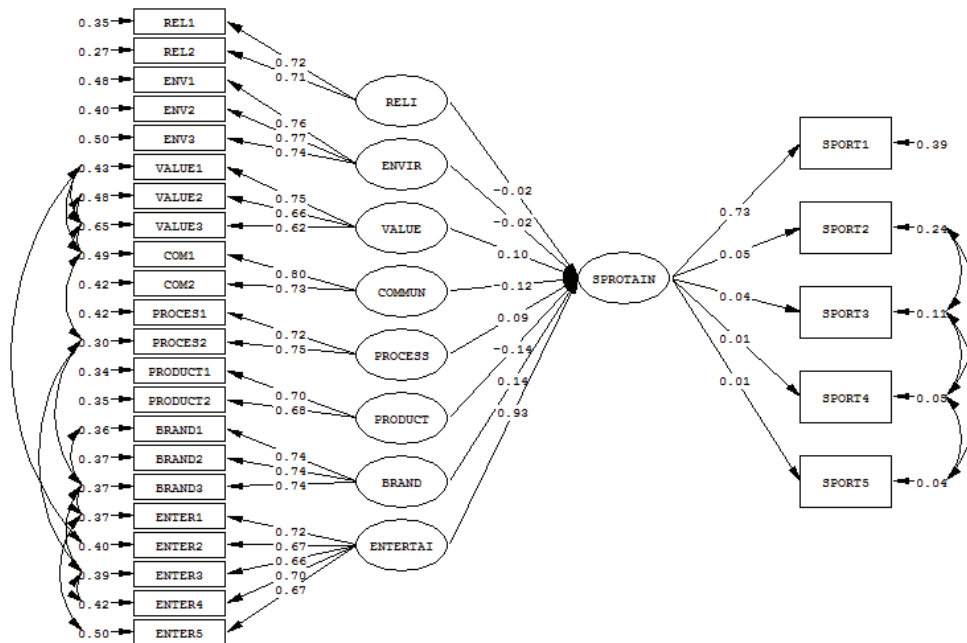 0.35 REL1
0.27 REL2
0.48 ENV1
0.40 ENV2
0.50 ENV3
0.43 VALUE1
0.48 VALUE2
0.65 VALUE3
0.49 COM1
0.42 COM2
0.42 PROCES1
0.30 PROCES2
0.34 PRODUCT1
0.35 PRODUCT2
0.36 BRAND1
0.37 BRAND2
0.37 BRAND3
0.37 ENTER1
0.40 ENTER2
0.39 ENTER3
0.42 ENTER4
0.50 ENTER5
0.72
0.71
0.76
0.77
0.74
0.75
0.66
0.62
0.80
0.73
0.72
0.75
0.70
0.68
0.74
0.74
0.74
0.72
0.67
0.66
0.70
0.67
RELI
ENVIR
VALUE
COMMUN
PROCESS
PRODUCT
BRAND
ENTERTAI
-0.02
-0.02
0.10
-0.12
0.09
-0.14
0.14
0.93
SPROTAIN
0.73
0.05
0.04
0.01
0.01
SPORT1 0.39
SPORT2 0.24
SPORT3 0.11
SPORT4 0.05
SPORT5 0.04